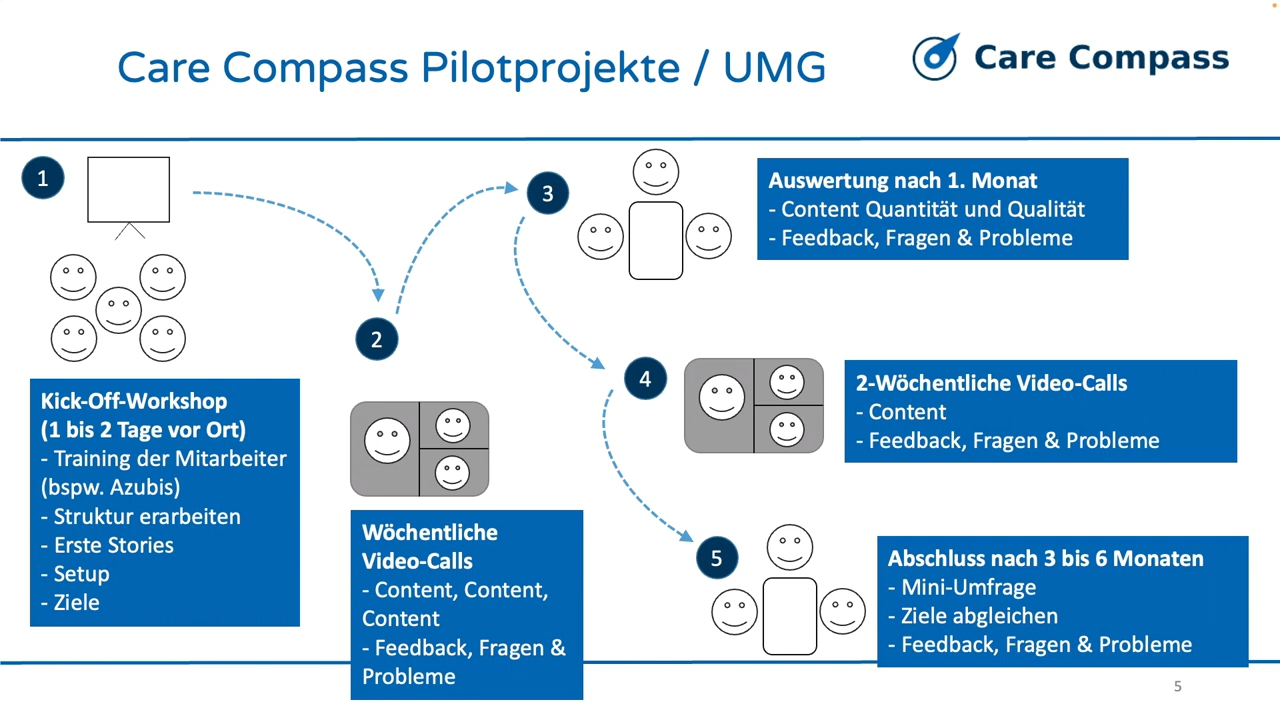 Care Compass Pilotprojekte / UMG
Care Compass
1
Kick-Off-Workshop
(1 bis 2 Tage vor Ort)
- Training der Mitarbeiter
(bspw. Azubis)
- Struktur erarbeiten
- Erste Stories
- Setup
- Ziele
2
Wöchentliche
Video-Calls
- Content, Content,
Content
- Feedback, Fragen &
Probleme
3
Auswertung nach 1. Monat
- Content Quantität und Qualität
- Feedback, Fragen & Probleme
4
2-Wöchentliche Video-Calls
- Content
- Feedback, Fragen & Probleme
5
Abschluss nach 3 bis 6 Monaten
- Mini-Umfrage
- Ziele abgleichen
- Feedback, Fragen & Probleme
5